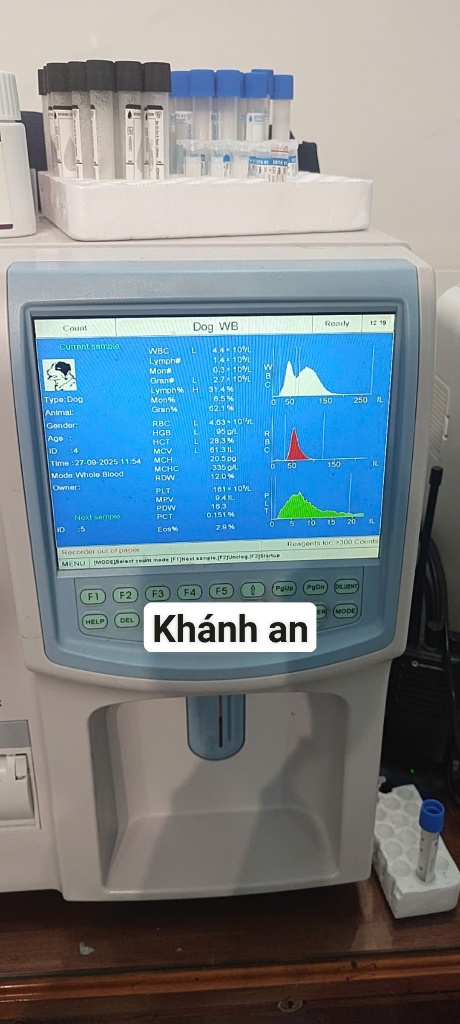 Count Dog WB Ready 12:19
Current sample
Type:Dog
Animal:
Gender:
Age :
ID :4
Time :27-09-2025 11:54
Mode:Whole Blood
Owner:
Next sample
ID :5
WBC L 4.4 × 10⁹/L
Lymph# 1.4 × 10⁹/L
Mon# 0.3 × 10⁹/L
Gran# L 2.7 × 10⁹/L
Lymph% H 31.4 %
Mon% 6.5 %
Gran% 62.1 %
RBC L 4.63 × 10¹²/L
HGB L 95 g/L
HCT L 28.3 %
MCV L 61.3 fL
MCH 20.5 pg
MCHC 335 g/L
RDW 12.0 %
PLT 161 × 10⁹/L
MPV 9.4 fL
PDW 16.3
PCT 0.151 %
Eos% 2.9 %
WBC
0 50 150 250 fL
RBC
0 50 150 fL
PLT
0 5 10 15 20 fL
Recorder out of paper Reagents for: >300 Counts
MENU [MODE]Select count mode.[F1]Next sample.[F2]Unclog.[F3]Startup.
F1 F2 F3 F4 F5 ⇧ PgUp PgDn DILUENT
HELP DEL MODE
Khánh an